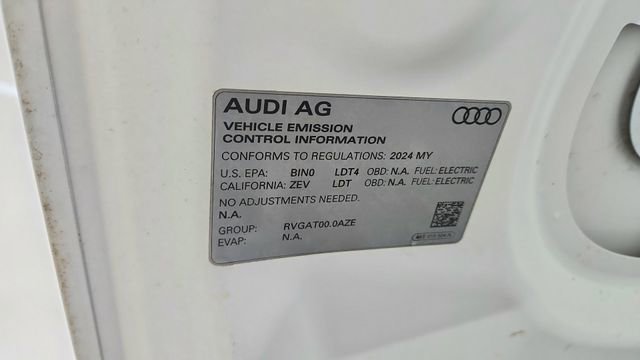 AUDI AG
VEHICLE EMISSION
CONTROL INFORMATION
CONFORMS TO REGULATIONS: 2024 MY
U.S. EPA: BIN0 LDT4 OBD: N.A. FUEL: ELECTRIC
CALIFORNIA: ZEV LDT OBD: N.A. FUEL: ELECTRIC
NO ADJUSTMENTS NEEDED.
N.A.
GROUP: RVGAT00.0AZE
EVAP: N.A.